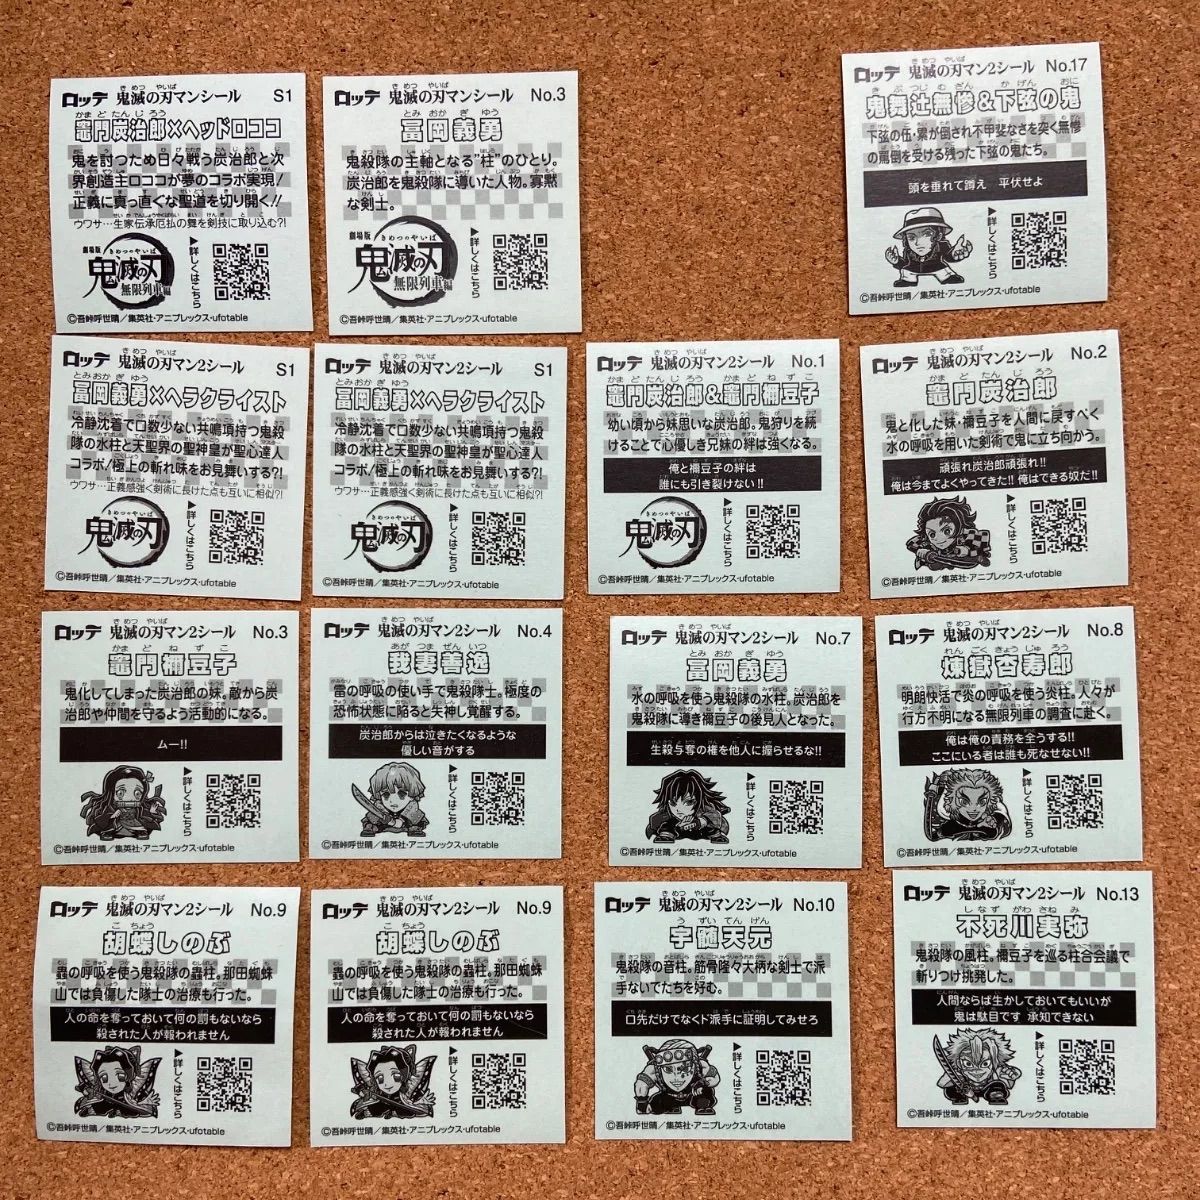 ロッテ 鬼滅の刃マンシール S1
竈門炭治郎×ヘッドロココ
鬼を討つため日々戦う炭治郎と次
界創造主ロココが夢のコラボ実現!
正義に真っ直ぐな聖道を切り開く!!
ウワサ…生家伝承厄払の舞を剣技に取り込む?!
劇場版
きめつのやいば
鬼滅の刃
無限列車編
▶詳しくはこちら
©吾峠呼世晴／集英社・アニプレックス・ufotable
ロッテ 鬼滅の刃マンシール No.3
冨岡義勇
鬼殺隊の主軸となる"柱"のひとり。
炭治郎を鬼殺隊に導いた人物。寡黙
な剣士。
劇場版
きめつのやいば
鬼滅の刃
無限列車編
▶詳しくはこちら
©吾峠呼世晴／集英社・アニプレックス・ufotable
ロッテ 鬼滅の刃マン2シール No.17
鬼舞辻無惨&下弦の鬼
下弦の伍・累が倒され不甲斐なさを突く無惨
の罵倒を受ける残った下弦の鬼たち。
頭を垂れて蹲え 平伏せよ
▶詳しくはこちら
©吾峠呼世晴／集英社・アニプレックス・ufotable
ロッテ 鬼滅の刃マン2シール S1
冨岡義勇×ヘラクライスト
冷静沈着で口数少ない共鳴項持つ鬼殺
隊の水柱と天聖界の聖神皇が聖心達人
コラボ!極上の斬れ味をお見舞いする?!
ウワサ…正義感強く剣術に長けた点も互いに相似?!
きめつのやいば
鬼滅の刃
▶詳しくはこちら
©吾峠呼世晴／集英社・アニプレックス・ufotable
ロッテ 鬼滅の刃マン2シール S1
冨岡義勇×ヘラクライスト
冷静沈着で口数少ない共鳴項持つ鬼殺
隊の水柱と天聖界の聖神皇が聖心達人
コラボ!極上の斬れ味をお見舞いする?!
ウワサ…正義感強く剣術に長けた点も互いに相似?!
きめつのやいば
鬼滅の刃
▶詳しくはこちら
©吾峠呼世晴／集英社・アニプレックス・ufotable
ロッテ 鬼滅の刃マン2シール No.1
竈門炭治郎&竈門禰豆子
幼い頃から妹思いな炭治郎。鬼狩りを続
けることで心優しき兄妹の絆は強くなる。
俺と禰豆子の絆は
誰にも引き裂けない!!
きめつのやいば
鬼滅の刃
▶詳しくはこちら
©吾峠呼世晴／集英社・アニプレックス・ufotable
ロッテ 鬼滅の刃マン2シール No.2
竈門炭治郎
鬼と化した妹・禰豆子を人間に戻すべく
水の呼吸を用いた剣術で鬼に立ち向かう。
頑張れ炭治郎頑張れ!!
俺は今までよくやってきた!! 俺はできる奴だ!!
▶詳しくはこちら
©吾峠呼世晴／集英社・アニプレックス・ufotable
ロッテ 鬼滅の刃マン2シール No.3
竈門禰豆子
鬼化してしまった炭治郎の妹。敵から炭
治郎や仲間を守るよう活動的になる。
ムー!!
▶詳しくはこちら
©吾峠呼世晴／集英社・アニプレックス・ufotable
ロッテ 鬼滅の刃マン2シール No.4
我妻善逸
雷の呼吸の使い手で鬼殺隊士。極度の
恐怖状態に陥ると失神し覚醒する。
炭治郎からは泣きたくなるような
優しい音がする
▶詳しくはこちら
©吾峠呼世晴／集英社・アニプレックス・ufotable
ロッテ 鬼滅の刃マン2シール No.7
冨岡義勇
水の呼吸を使う鬼殺隊の水柱。炭治郎を
鬼殺隊に導き禰豆子の後見人となった。
生殺与奪の権を他人に握らせるな!!
▶詳しくはこちら
©吾峠呼世晴／集英社・アニプレックス・ufotable
ロッテ 鬼滅の刃マン2シール No.8
煉獄杏寿郎
明朗快活で炎の呼吸を使う炎柱。人々が
行方不明になる無限列車の調査に赴く。
俺は俺の責務を全うする!!
ここにいる者は誰も死なせない!!
▶詳しくはこちら
©吾峠呼世晴／集英社・アニプレックス・ufotable
ロッテ 鬼滅の刃マン2シール No.9
胡蝶しのぶ
蟲の呼吸を使う鬼殺隊の蟲柱。那田蜘蛛
山では負傷した隊士の治療も行った。
人の命を奪っておいて何の罰もないなら
殺された人が報われません
▶詳しくはこちら
©吾峠呼世晴／集英社・アニプレックス・ufotable
ロッテ 鬼滅の刃マン2シール No.9
胡蝶しのぶ
蟲の呼吸を使う鬼殺隊の蟲柱。那田蜘蛛
山では負傷した隊士の治療も行った。
人の命を奪っておいて何の罰もないなら
殺された人が報われません
▶詳しくはこちら
©吾峠呼世晴／集英社・アニプレックス・ufotable
ロッテ 鬼滅の刃マン2シール No.10
宇髄天元
鬼殺隊の音柱。筋骨隆々大柄な剣士で派
手ないでたちを好む。
口先だけでなくド派手に証明してみせろ
▶詳しくはこちら
©吾峠呼世晴／集英社・アニプレックス・ufotable
ロッテ 鬼滅の刃マン2シール No.13
不死川実弥
鬼殺隊の風柱。禰豆子を巡る柱合会議で
斬りつけ挑発した。
人間ならば生かしておいてもいいが
鬼は駄目です 承知できない
▶詳しくはこちら
©吾峠呼世晴／集英社・アニプレックス・ufotable